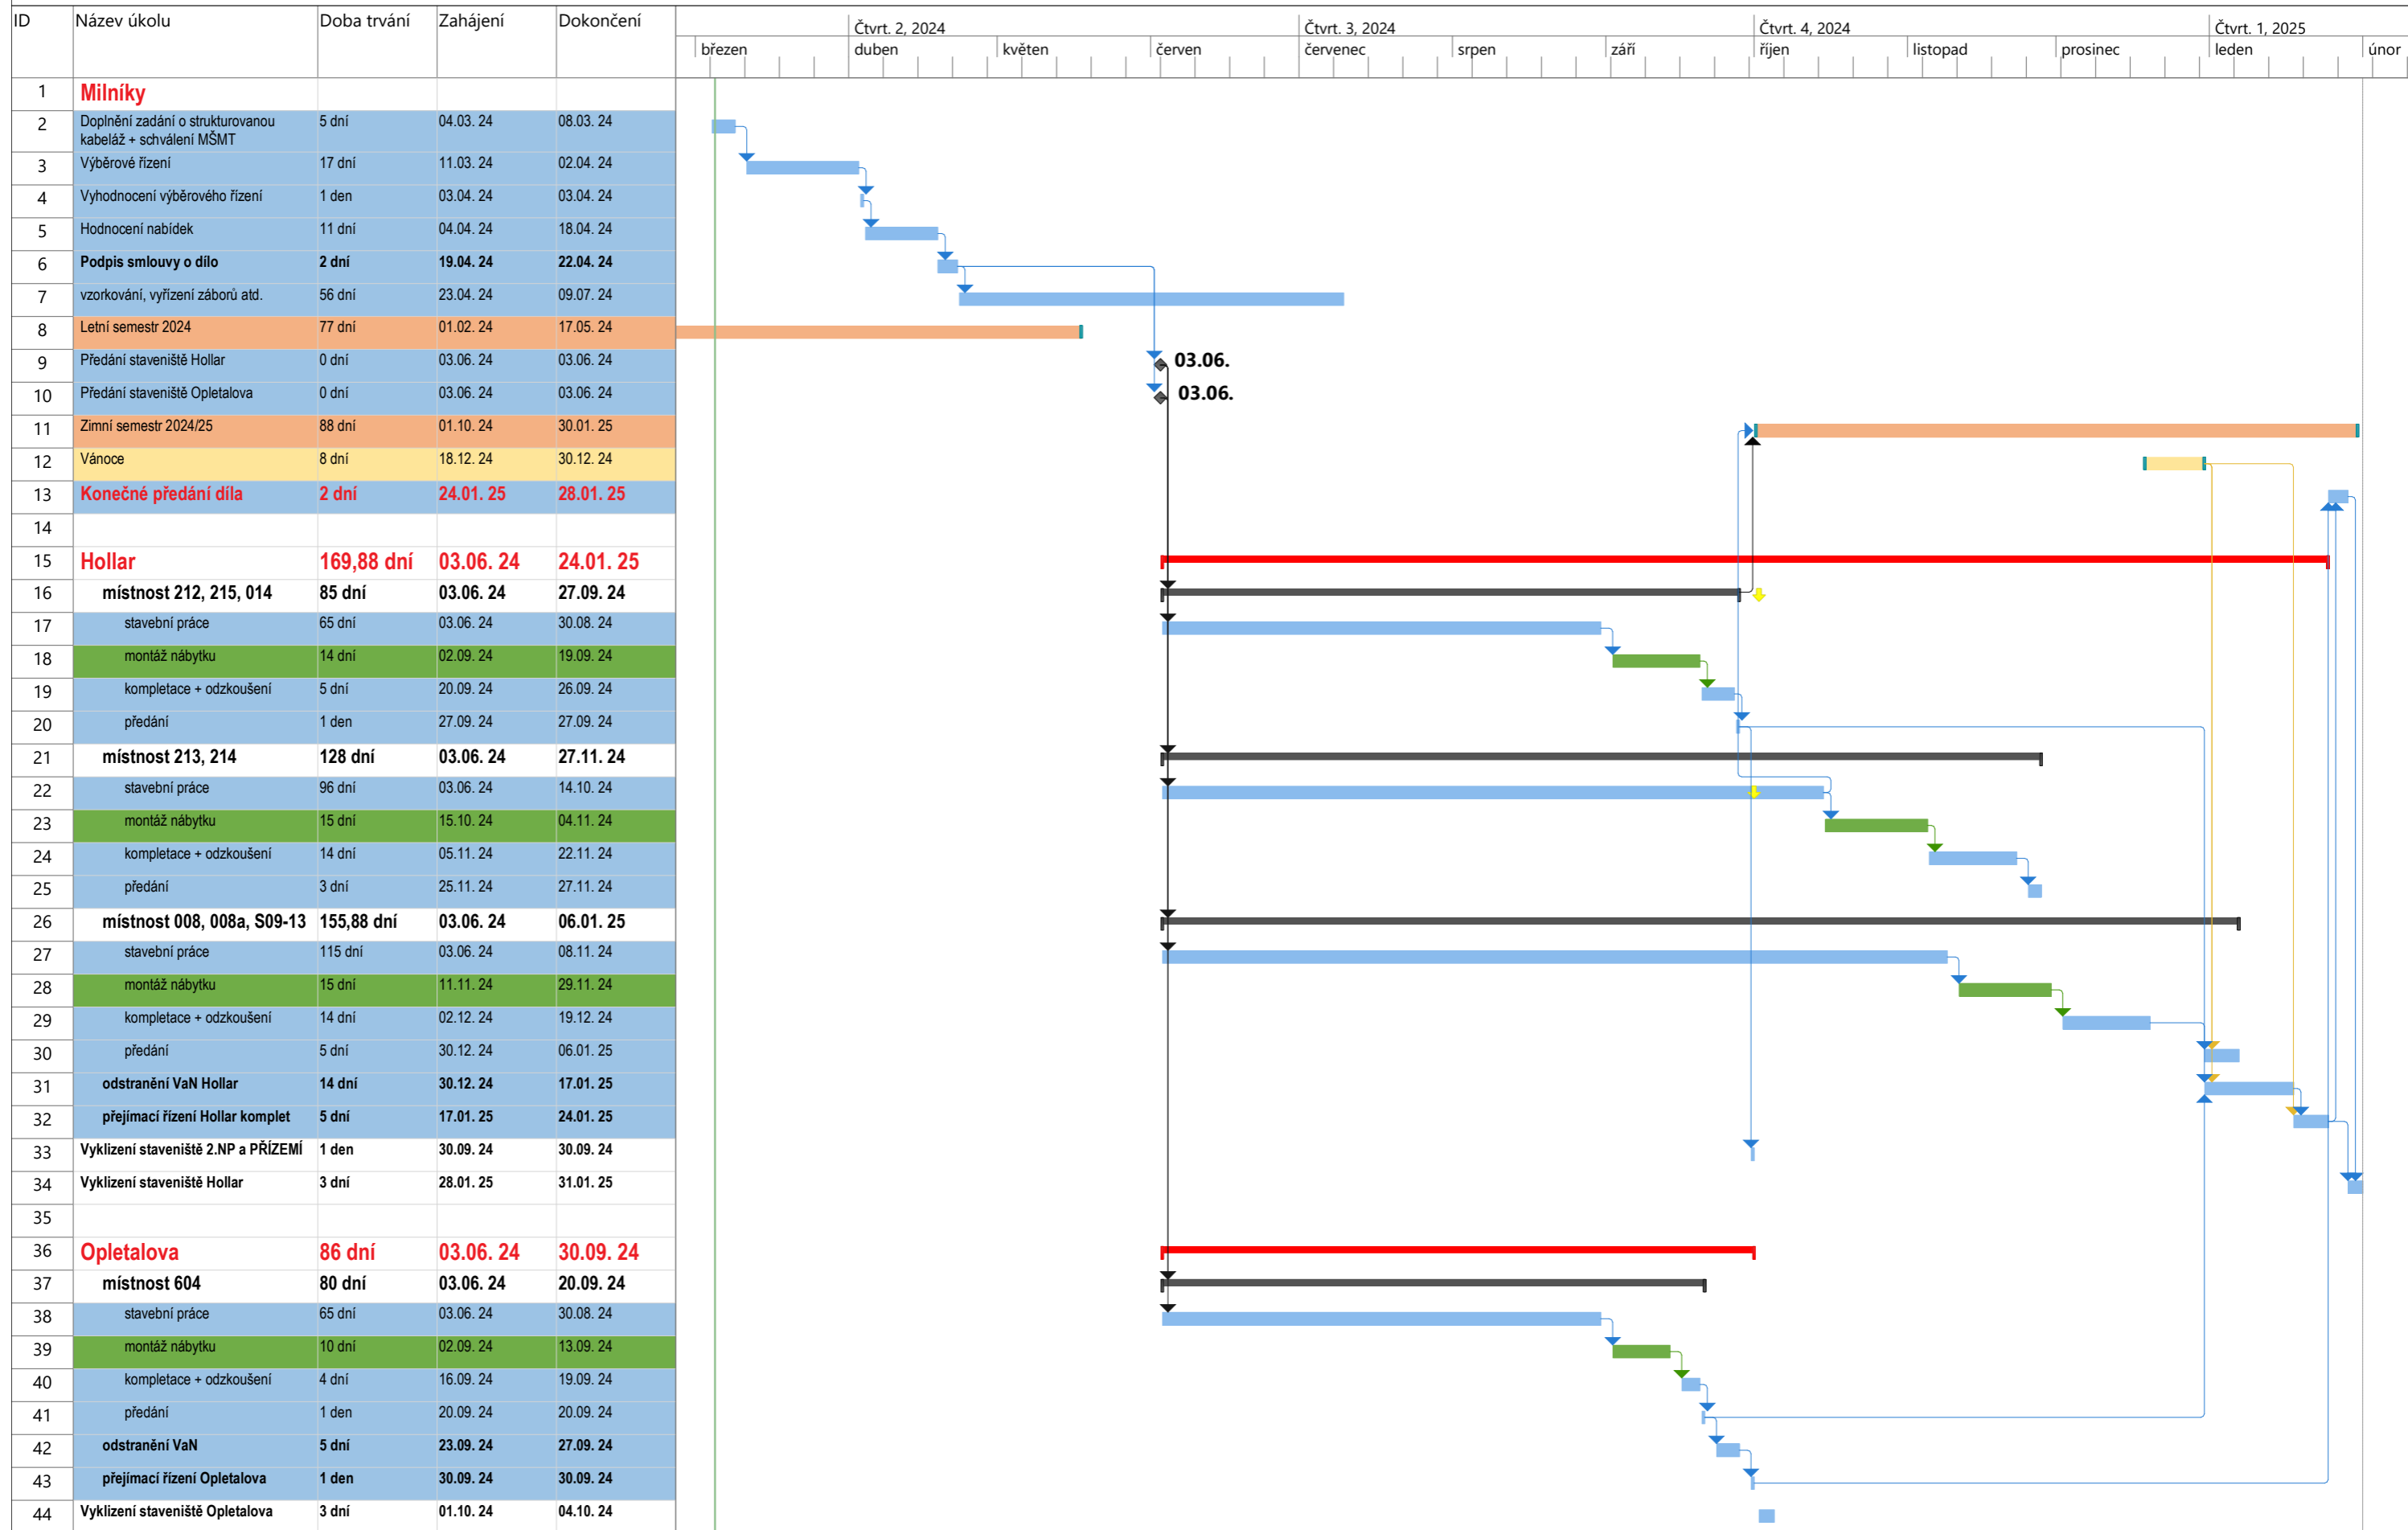 ID Název úkolu Doba trvání Zahájení Dokončení
Čtvrt. 2, 2024 Čtvrt. 3, 2024 Čtvrt. 4, 2024 Čtvrt. 1, 2025
březen duben květen červen červenec srpen září říjen listopad prosinec leden únor
1 Milníky
2 Doplnění zadání o strukturovanou 5 dní 04.03. 24 08.03. 24
kabeláž + schválení MŠMT
3 Výběrové řízení 17 dní 11.03. 24 02.04. 24
4 Vyhodnocení výběrového řízení 1 den 03.04. 24 03.04. 24
5 Hodnocení nabídek 11 dní 04.04. 24 18.04. 24
6 Podpis smlouvy o dílo 2 dní 19.04. 24 22.04. 24
7 vzorkování, vyřízení záborů atd. 56 dní 23.04. 24 09.07. 24
8 Letní semestr 2024 77 dní 01.02. 24 17.05. 24
9 Předání staveniště Hollar 0 dní 03.06. 24 03.06. 24 03.06.
10 Předání staveniště Opletalova 0 dní 03.06. 24 03.06. 24 03.06.
11 Zimní semestr 2024/25 88 dní 01.10. 24 30.01. 25
12 Vánoce 8 dní 18.12. 24 30.12. 24
13 Konečné předání díla 2 dní 24.01. 25 28.01. 25
14
15 Hollar 169,88 dní 03.06. 24 24.01. 25
16 místnost 212, 215, 014 85 dní 03.06. 24 27.09. 24
17 stavební práce 65 dní 03.06. 24 30.08. 24
18 montáž nábytku 14 dní 02.09. 24 19.09. 24
19 kompletace + odzkoušení 5 dní 20.09. 24 26.09. 24
20 předání 1 den 27.09. 24 27.09. 24
21 místnost 213, 214 128 dní 03.06. 24 27.11. 24
22 stavební práce 96 dní 03.06. 24 14.10. 24
23 montáž nábytku 15 dní 15.10. 24 04.11. 24
24 kompletace + odzkoušení 14 dní 05.11. 24 22.11. 24
25 předání 3 dní 25.11. 24 27.11. 24
26 místnost 008, 008a, S09-13 155,88 dní 03.06. 24 06.01. 25
27 stavební práce 115 dní 03.06. 24 08.11. 24
28 montáž nábytku 15 dní 11.11. 24 29.11. 24
29 kompletace + odzkoušení 14 dní 02.12. 24 19.12. 24
30 předání 5 dní 30.12. 24 06.01. 25
31 odstranění VaN Hollar 14 dní 30.12. 24 17.01. 25
32 přejímací řízení Hollar komplet 5 dní 17.01. 25 24.01. 25
33 Vyklizení staveniště 2.NP a PŘÍZEMÍ 1 den 30.09. 24 30.09. 24
34 Vyklizení staveniště Hollar 3 dní 28.01. 25 31.01. 25
35
36 Opletalova 86 dní 03.06. 24 30.09. 24
37 místnost 604 80 dní 03.06. 24 20.09. 24
38 stavební práce 65 dní 03.06. 24 30.08. 24
39 montáž nábytku 10 dní 02.09. 24 13.09. 24
40 kompletace + odzkoušení 4 dní 16.09. 24 19.09. 24
41 předání 1 den 20.09. 24 20.09. 24
42 odstranění VaN 5 dní 23.09. 24 27.09. 24
43 přejímací řízení Opletalova 1 den 30.09. 24 30.09. 24
44 Vyklizení staveniště Opletalova 3 dní 01.10. 24 04.10. 24